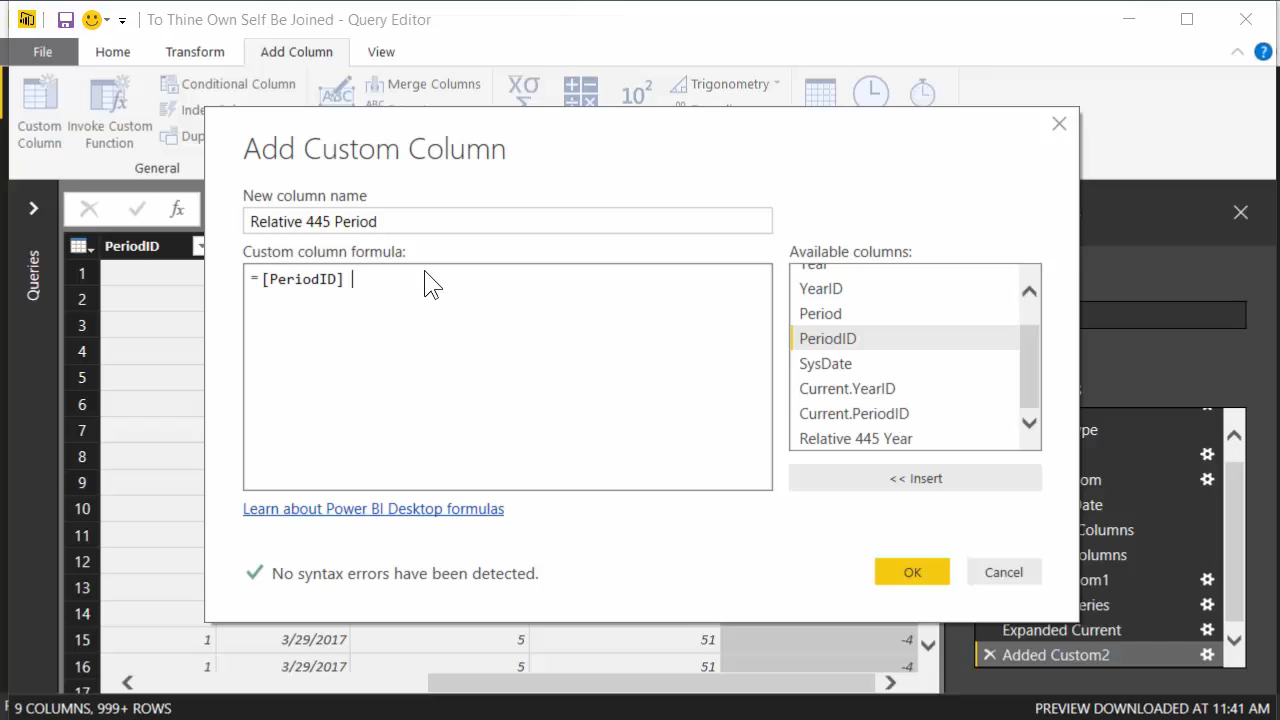 To Thine Own Self Be Joined - Query Editor
File Home Transform Add Column View
Conditional Column Merge Columns Trigonometry
ABC 10²
Custom Column Invoke Custom Function
General
Add Custom Column
New column name
Relative 445 Period
Custom column formula: Available columns:
= [PeriodID]
Year
YearID
Period
PeriodID
SysDate
Current.YearID
Current.PeriodID
Relative 445 Year
<< Insert
Learn about Power BI Desktop formulas
No syntax errors have been detected.
OK Cancel
fx
Queries
PeriodID
1
2
3
4
5
6
7
8
9
10
11
12
13
14
15 1 3/29/2017 5 51 -4
16 1 3/29/2017 5 51 -4
17
Expanded Current
Added Custom2
9 COLUMNS, 999+ ROWS PREVIEW DOWNLOADED AT 11:41 AM